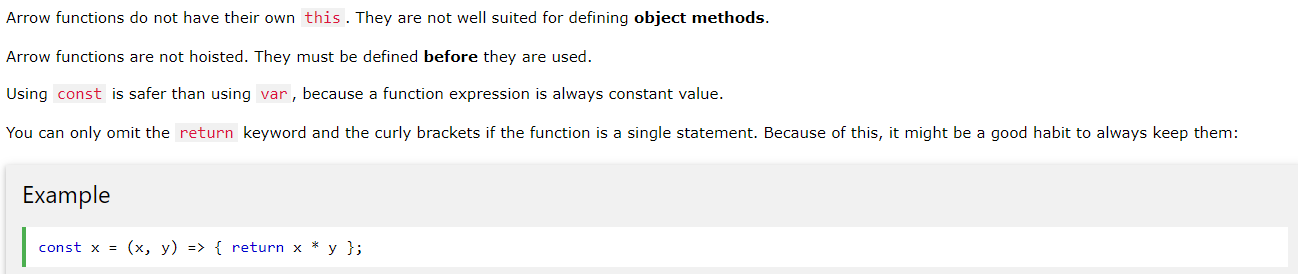 Arrow functions do not have their own this. They are not well suited for defining object methods.
Arrow functions are not hoisted. They must be defined before they are used.
Using const is safer than using var, because a function expression is always constant value.
You can only omit the return keyword and the curly brackets if the function is a single statement. Because of this, it might be a good habit to always keep them:
Example
const x = (x, y) => { return x * y };